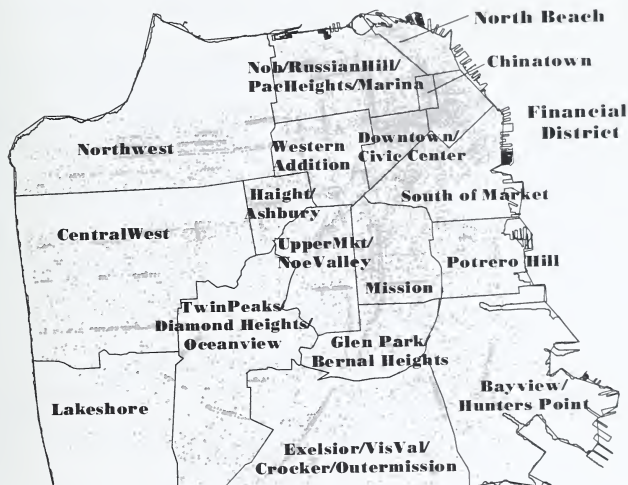 North Beach
Chinatown
Nob/RussianHill/
PacHeights/Marina
Financial
District
Northwest
Western
Addition
Downtown/
Civic Center
Haight/
Ashbury
South of Market
CentralWest
UpperMkt/
NoeValley
Potrero Hill
Mission
TwinPeaks/
Diamond Heights/
Oceanview
Glen Park/
Bernal Heights
Bayview/
Hunters Point
Lakeshore
Exelsior/VisVal/
Crocker/Outermission